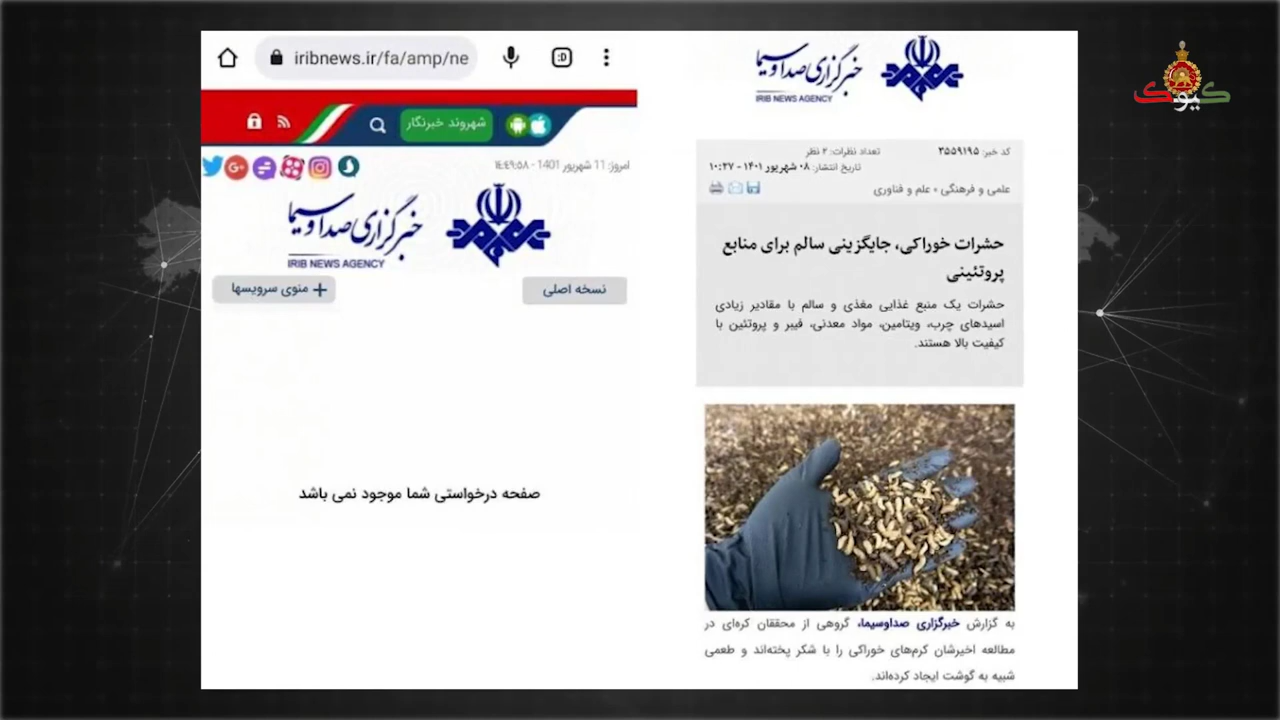 iribnews.ir/fa/amp/ne
:D
شهروند خبرنگار
امروز: 11 شهریور 1401 - ۱۴:۴۹:۵۸
خبرگزاری صداوسیما
IRIB NEWS AGENCY
+ منوی سرویسها
نسخه اصلی
صفحه درخواستی شما موجود نمی باشد
خبرگزاری صداوسیما
IRIB NEWS AGENCY
کد خبر: ۳۵۵۹۱۹۵
تعداد نظرات: ۲ نظر
تاریخ انتشار: ۰۸ شهریور ۱۴۰۱ - ۱۰:۲۷
علمی و فرهنگی » علم و فناوری
حشرات خوراکی، جایگزینی سالم برای منابع
پروتئینی
حشرات یک منبع غذایی مغذی و سالم با مقادیر زیادی
اسیدهای چرب، ویتامین، مواد معدنی، فیبر و پروتئین با
کیفیت بالا هستند.
به گزارش خبرگزاری صداوسیما، گروهی از محققان کره‌ای در
مطالعه اخیرشان کرم‌های خوراکی را با شکر پخته‌اند و طعمی
شبیه به گوشت ایجاد کرده‌اند.
کیوک